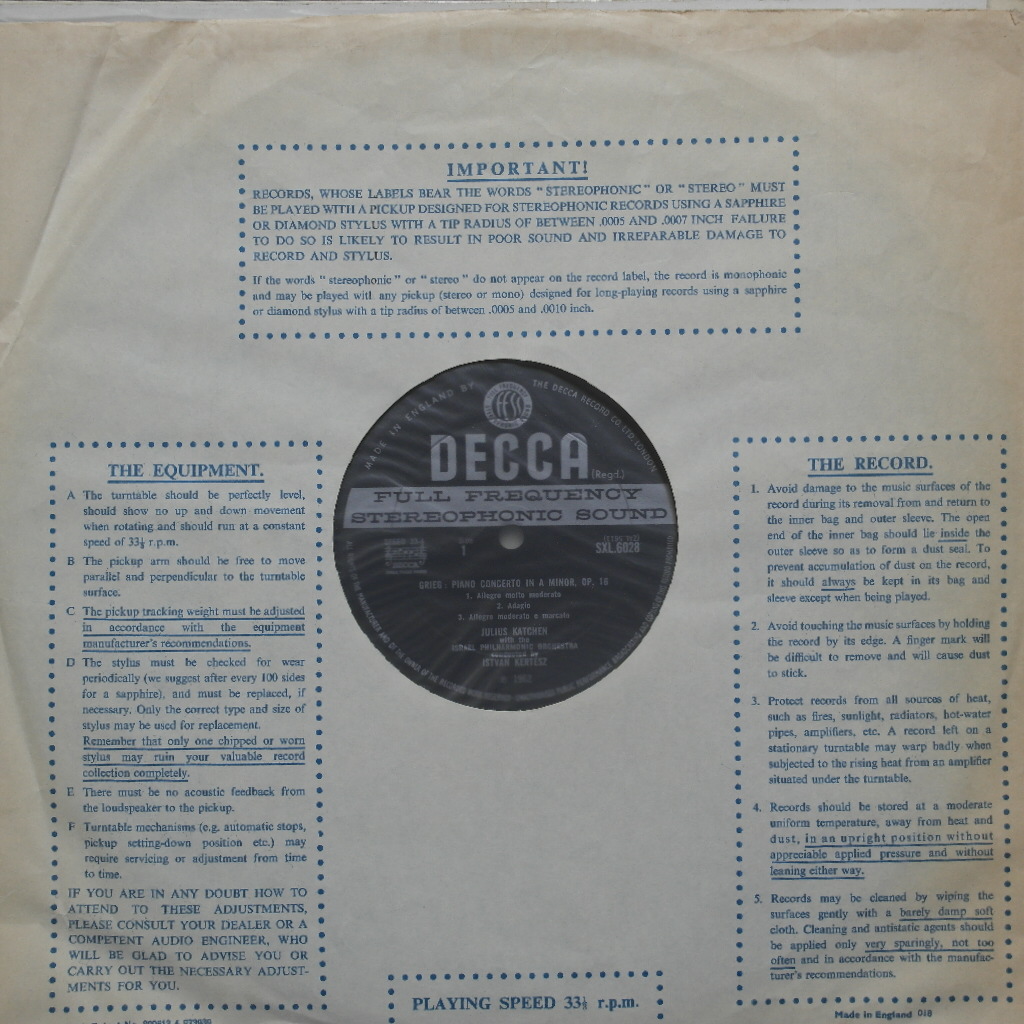 IMPORTANT!
RECORDS, WHOSE LABELS BEAR THE WORDS "STEREOPHONIC" OR "STEREO" MUST
BE PLAYED WITH A PICKUP DESIGNED FOR STEREOPHONIC RECORDS USING A SAPPHIRE
OR DIAMOND STYLUS WITH A TIP RADIUS OF BETWEEN .0005 AND .0007 INCH FAILURE
TO DO SO IS LIKELY TO RESULT IN POOR SOUND AND IRREPARABLE DAMAGE TO
RECORD AND STYLUS.
If the words "stereophonic" or "stereo" do not appear on the record label, the record is monophonic
and may be played with any pickup (stereo or mono) designed for long-playing records using a sapphire
or diamond stylus with a tip radius of between .0005 and .0010 inch.
MADE IN ENGLAND BY
THE DECCA RECORD CO. LTD. LONDON
DECCA
(Regd.)
FULL FREQUENCY
STEREOPHONIC SOUND
Side
1
SXL.6028
GRIEG: PIANO CONCERTO IN A MINOR, OP. 16
1. Allegro molto moderato
2. Adagio
3. Allegro moderato e marcato
JULIUS KATCHEN
with the
ISRAEL PHILHARMONIC ORCHESTRA
ISTVAN KERTESZ
THE EQUIPMENT.
A The turntable should be perfectly level,
should show no up and down movement
when rotating and should run at a constant
speed of 33⅓ r.p.m.
B The pickup arm should be free to move
parallel and perpendicular to the turntable
surface.
C The pickup tracking weight must be adjusted
in accordance with the equipment
manufacturer's recommendations.
D The stylus must be checked for wear
periodically (we suggest after every 100 sides
for a sapphire), and must be replaced, if
necessary. Only the correct type and size of
stylus may be used for replacement.
Remember that only one chipped or worn
stylus may ruin your valuable record
collection completely.
E There must be no acoustic feedback from
the loudspeaker to the pickup.
F Turntable mechanisms (e.g. automatic stops,
pickup setting-down position etc.) may
require servicing or adjustment from time
to time.
IF YOU ARE IN ANY DOUBT HOW TO
ATTEND TO THESE ADJUSTMENTS,
PLEASE CONSULT YOUR DEALER OR A
COMPETENT AUDIO ENGINEER, WHO
WILL BE GLAD TO ADVISE YOU OR
CARRY OUT THE NECESSARY ADJUST-
MENTS FOR YOU.
THE RECORD.
1. Avoid damage to the music surfaces of the
record during its removal from and return to
the inner bag and outer sleeve. The open
end of the inner bag should lie inside the
outer sleeve so as to form a dust seal. To
prevent accumulation of dust on the record,
it should always be kept in its bag and
sleeve except when being played.
2. Avoid touching the music surfaces by holding
the record by its edge. A finger mark will
be difficult to remove and will cause dust
to stick.
3. Protect records from all sources of heat,
such as fires, sunlight, radiators, hot-water
pipes, amplifiers, etc. A record left on a
stationary turntable may warp badly when
subjected to the rising heat from an amplifier
situated under the turntable.
4. Records should be stored at a moderate
uniform temperature, away from heat and
dust, in an upright position without
appreciable applied pressure and without
leaning either way.
5. Records may be cleaned by wiping the
surfaces gently with a barely damp soft
cloth. Cleaning and antistatic agents should
be applied only very sparingly, not too
often and in accordance with the manufac-
turer's recommendations.
PLAYING SPEED 33⅓ r.p.m.
Made in England 018